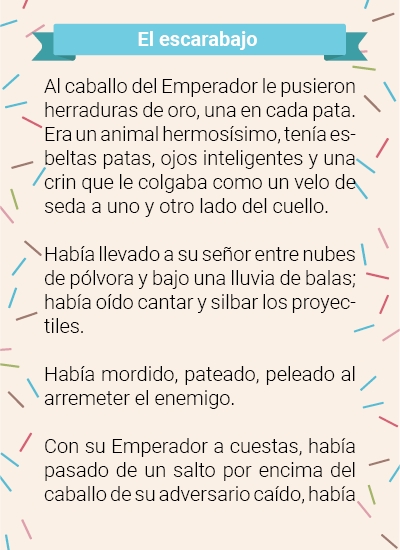 El escarabajo
Al caballo del Emperador le pusieron
herraduras de oro, una en cada pata.
Era un animal hermosísimo, tenía es-
beltas patas, ojos inteligentes y una
crin que le colgaba como un velo de
seda a uno y otro lado del cuello.
Había llevado a su señor entre nubes
de pólvora y bajo una lluvia de balas;
había oído cantar y silbar los proyec-
tiles.
Había mordido, pateado, peleado al
arremeter el enemigo.
Con su Emperador a cuestas, había
pasado de un salto por encima del
caballo de su adversario caído, había